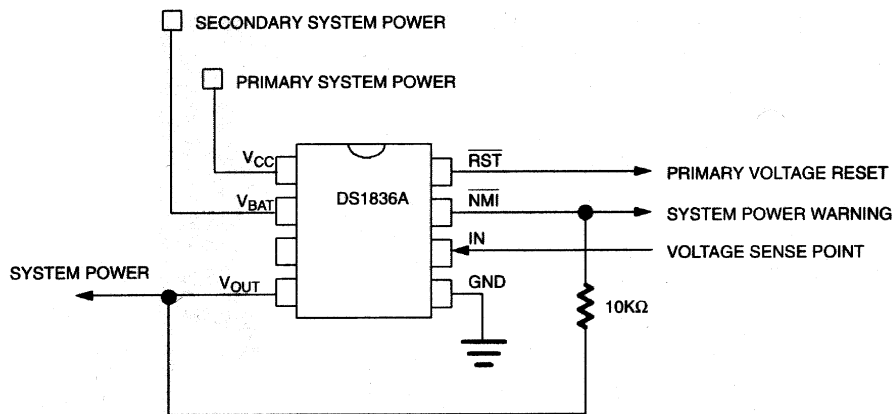 SECONDARY SYSTEM POWER
PRIMARY SYSTEM POWER
VCC
RST
PRIMARY VOLTAGE RESET
DS1836A
VBAT
NMI
SYSTEM POWER WARNING
IN
VOLTAGE SENSE POINT
SYSTEM POWER
VOUT
GND
10KΩ